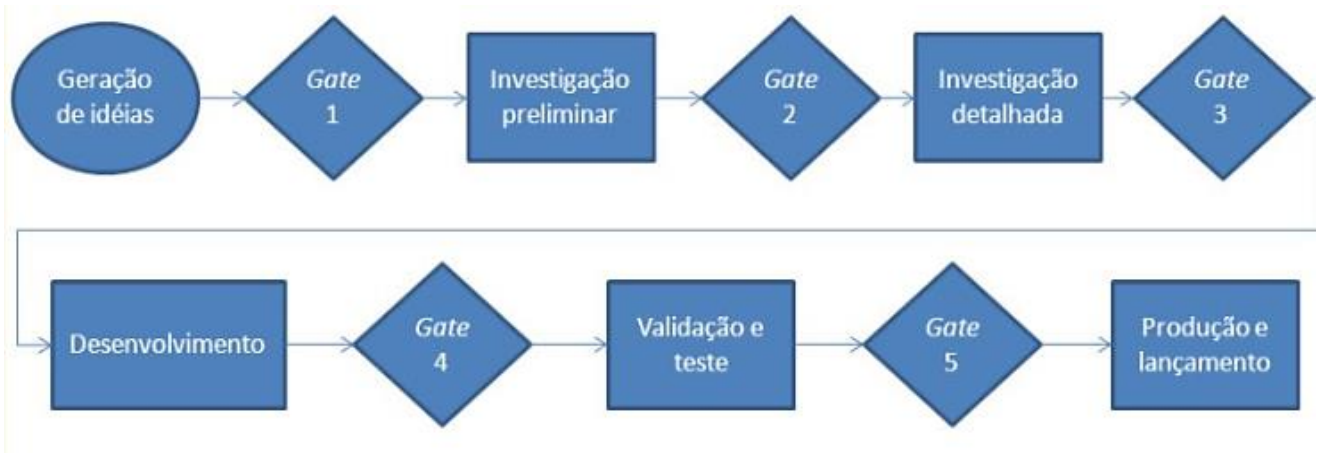 Geração
de idéias
Gate
1
Investigação
preliminar
Gate
2
Investigação
detalhada
Gate
3
Desenvolvimento
Gate
4
Validação e
teste
Gate
5
Produção e
lançamento